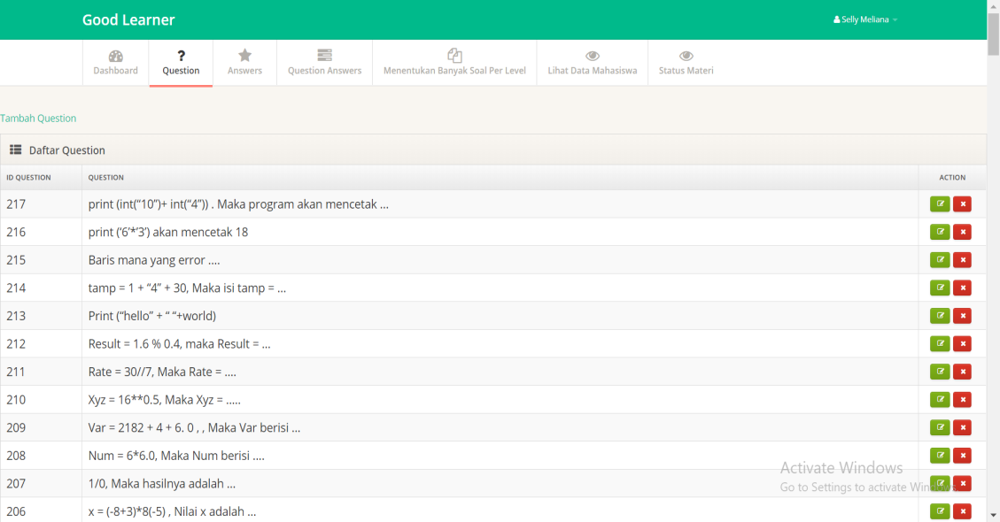 Good Learner
Selly Meliana
Dashboard
Question
Answers
Question Answers
Menentukan Banyak Soal Per Level
Lihat Data Mahasiswa
Status Materi
Tambah Question
Daftar Question
ID QUESTION QUESTION ACTION
217 print (int(“10”)+ int(“4”)) . Maka program akan mencetak ...
216 print (‘6’*’3’) akan mencetak 18
215 Baris mana yang error ....
214 tamp = 1 + “4” + 30, Maka isi tamp = ...
213 Print (“hello” + “ “+world)
212 Result = 1.6 % 0.4, maka Result = ...
211 Rate = 30//7, Maka Rate = ....
210 Xyz = 16**0.5, Maka Xyz = .....
209 Var = 2182 + 4 + 6. 0 , , Maka Var berisi ...
208 Num = 6*6.0, Maka Num berisi ....
207 1/0, Maka hasilnya adalah ...
206 x = (-8+3)*8(-5) , Nilai x adalah ...
Activate Windows
Go to Settings to activate Windows.